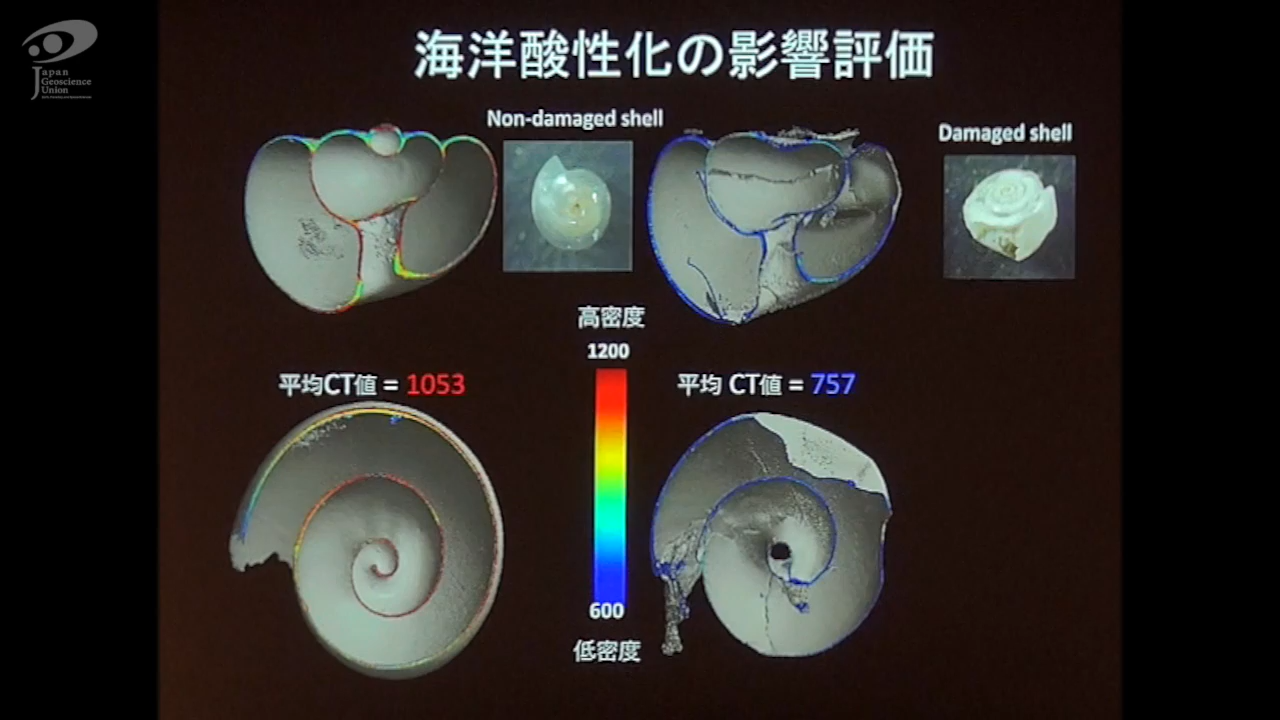 Japan
Geoscience
Union
海洋酸性化の影響評価
Non-damaged shell
Damaged shell
高密度
1200
平均CT値 = 1053
平均 CT値 = 757
600
低密度